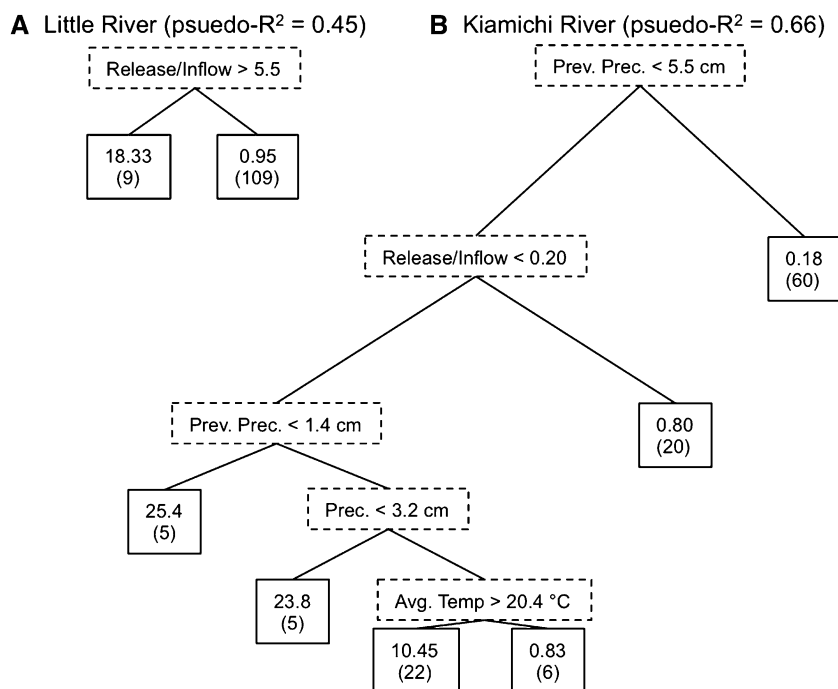 A Little River (psuedo-R² = 0.45)
B Kiamichi River (psuedo-R² = 0.66)
Release/Inflow > 5.5
Prev. Prec. < 5.5 cm
18.33
(9)
0.95
(109)
Release/Inflow < 0.20
0.18
(60)
Prev. Prec. < 1.4 cm
0.80
(20)
25.4
(5)
Prec. < 3.2 cm
23.8
(5)
Avg. Temp > 20.4 °C
10.45
(22)
0.83
(6)